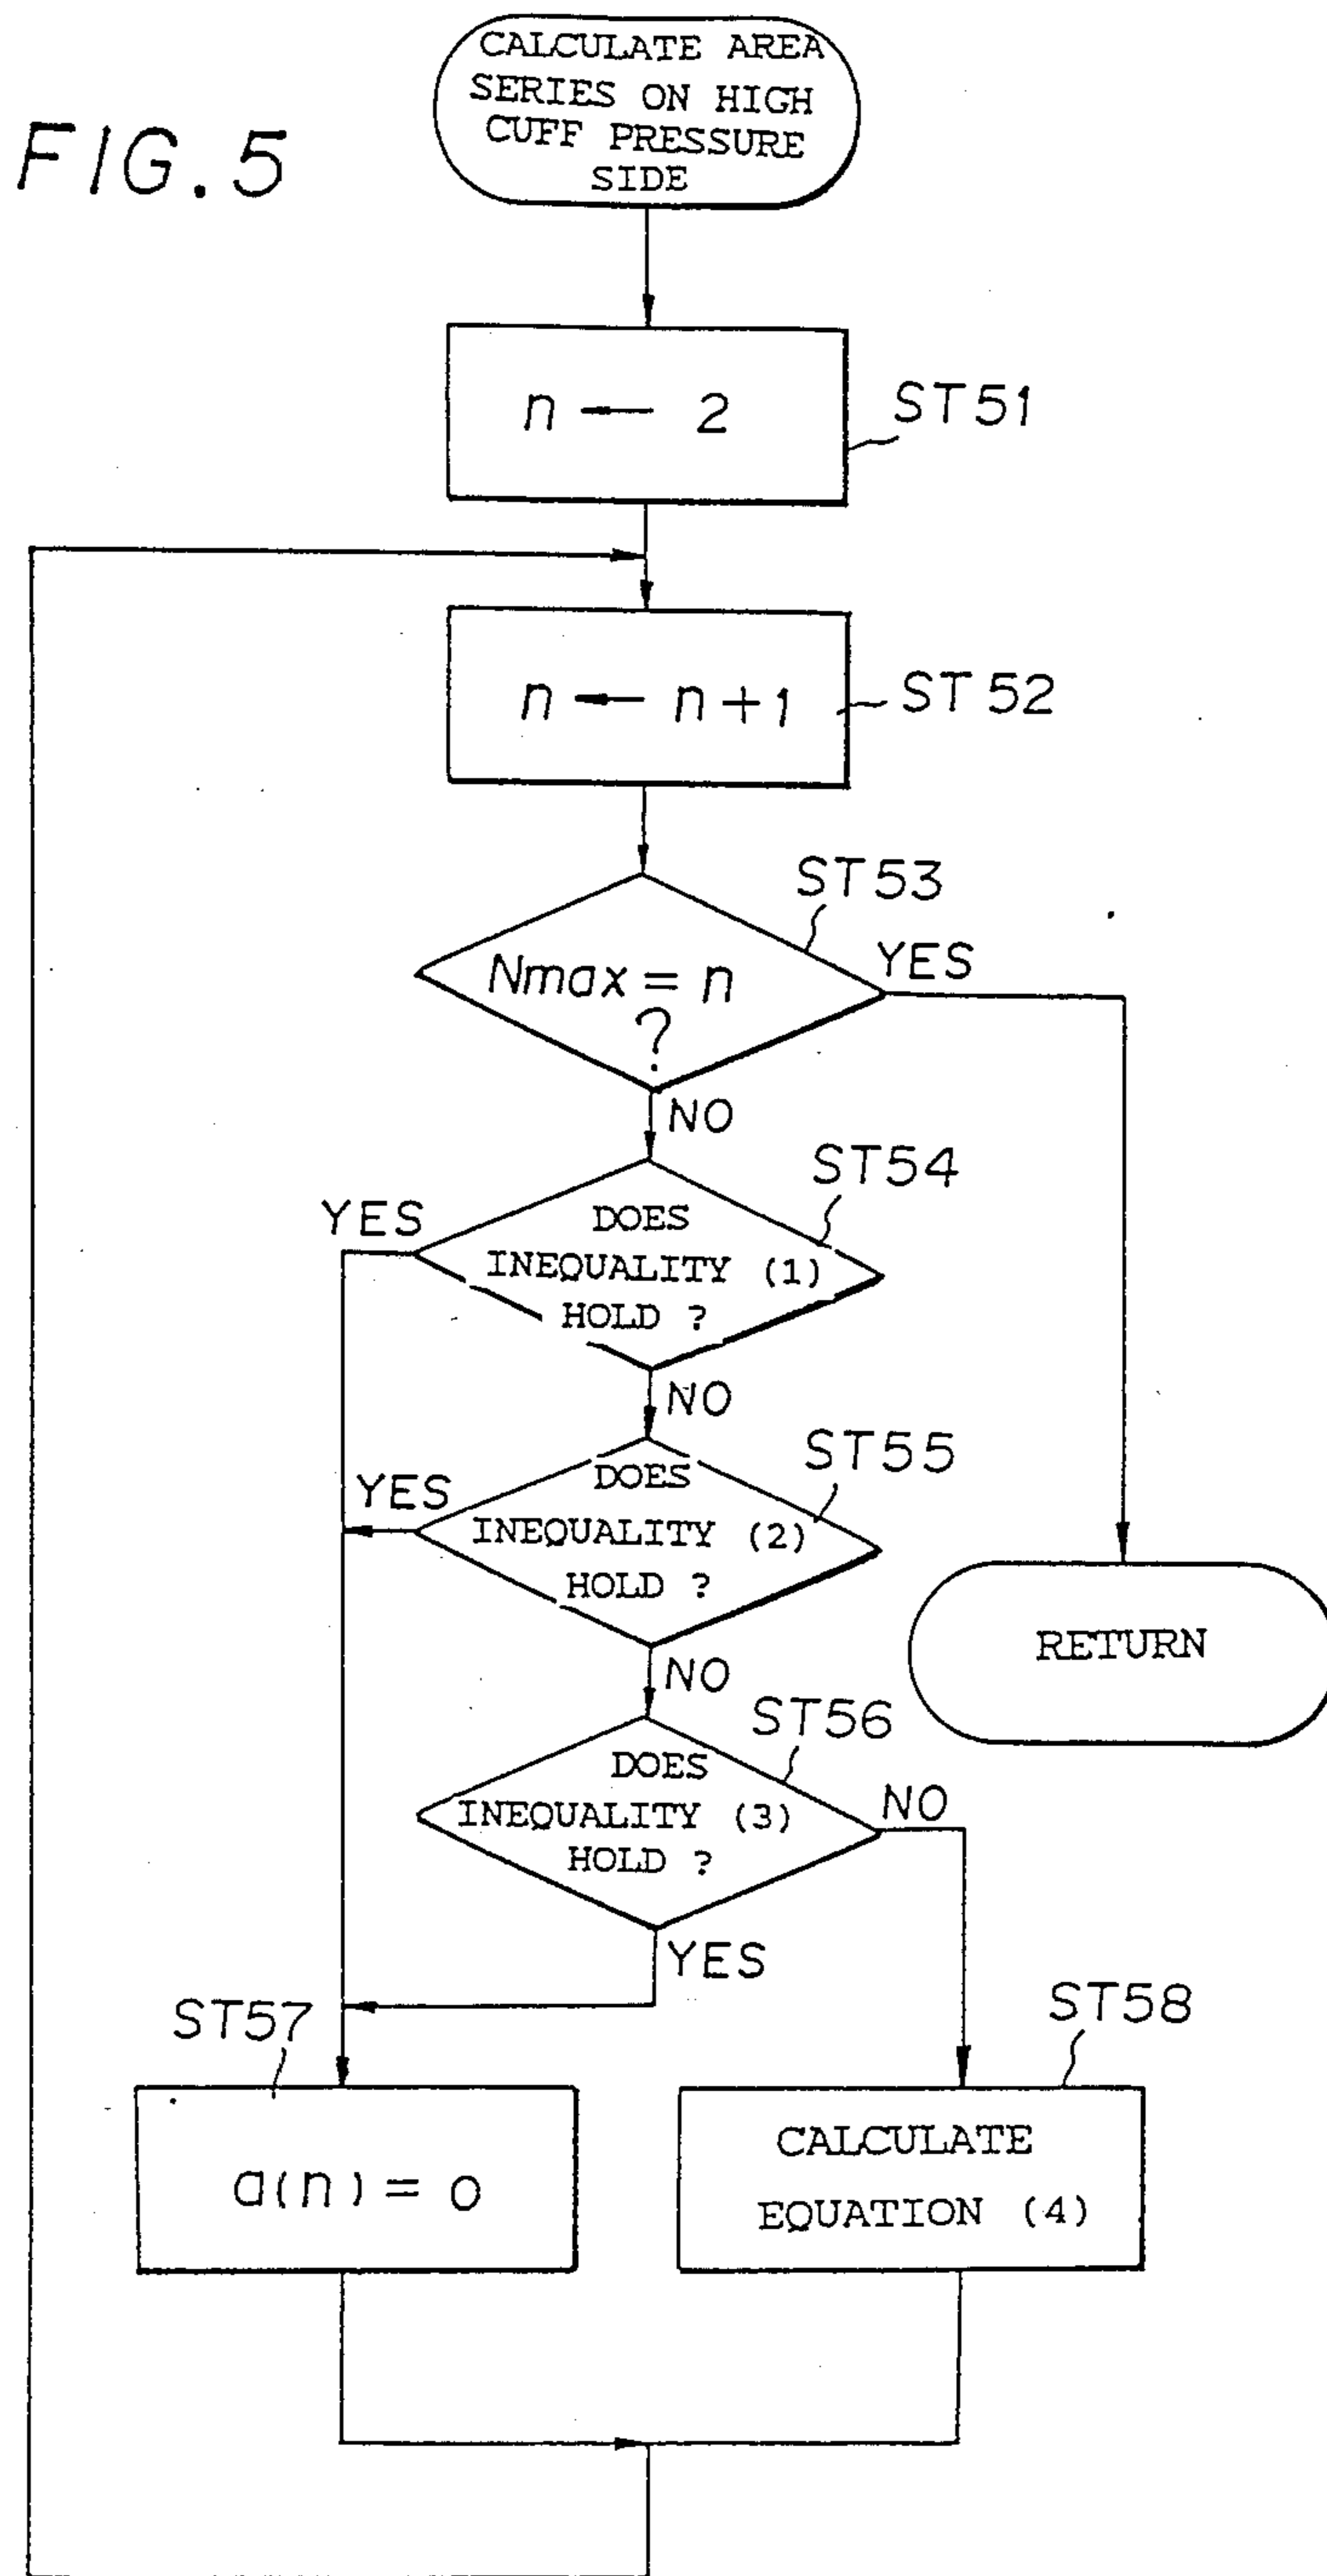 FIG. 5
CALCULATE AREA
SERIES ON HIGH
CUFF PRESSURE
SIDE
n ← 2
ST51
n ← n+1
ST52
ST53
Nmax = n
?
YES
NO
ST54
YES
DOES
INEQUALITY (1)
HOLD ?
NO
ST55
YES
DOES
INEQUALITY (2)
HOLD ?
RETURN
NO
ST56
DOES
INEQUALITY (3)
HOLD ?
NO
YES
ST57
ST58
a(n) = 0
CALCULATE
EQUATION (4)